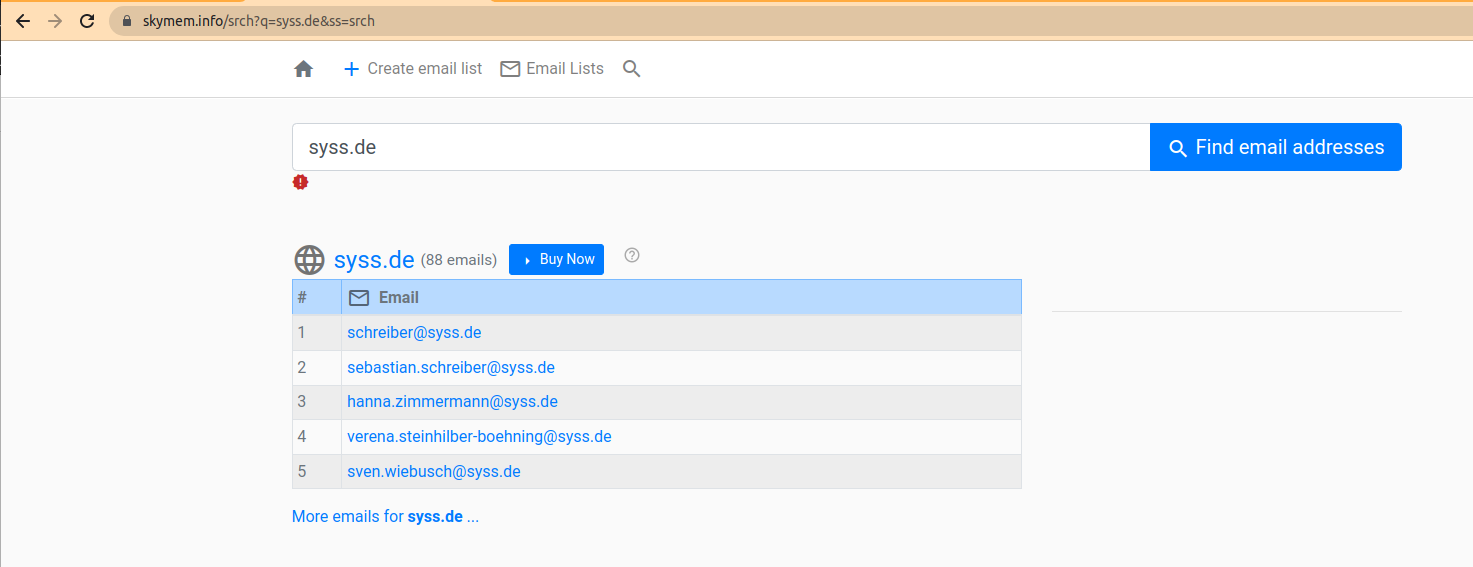 skymem.info/srch?q=syss.de&ss=srch
Create email list Email Lists
syss.de Find email addresses
syss.de (88 emails) Buy Now
# Email
1 schreiber@syss.de
2 sebastian.schreiber@syss.de
3 hanna.zimmermann@syss.de
4 verena.steinhilber-boehning@syss.de
5 sven.wiebusch@syss.de
More emails for syss.de ...